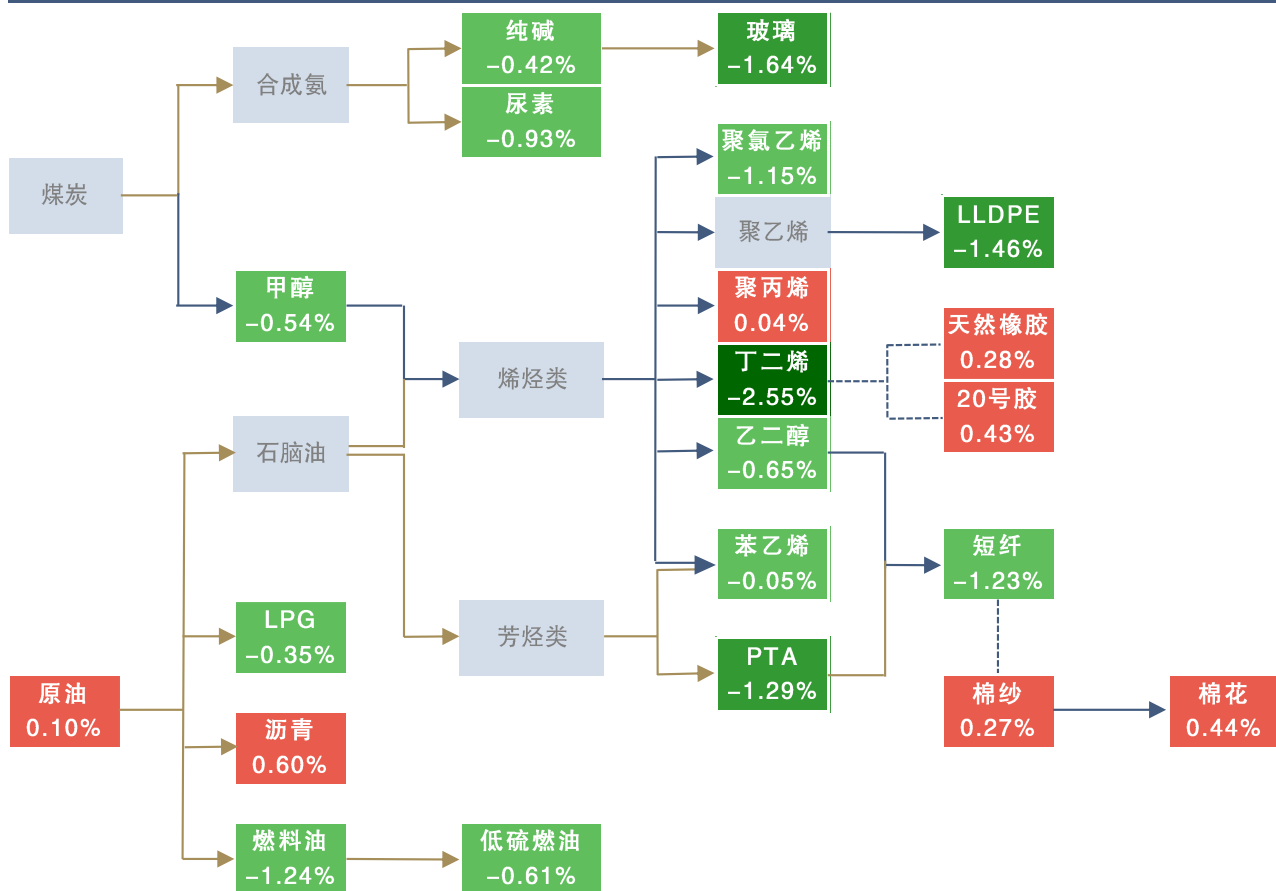 纯碱
-0.42%
玻璃
-1.64%
合成氨
尿素
-0.93%
聚氯乙烯
-1.15%
煤炭
聚乙烯
LLDPE
-1.46%
甲醇
-0.54%
聚丙烯
0.04%
天然橡胶
0.28%
烯烃类
丁二烯
-2.55%
20号胶
0.43%
石脑油
乙二醇
-0.65%
苯乙烯
-0.05%
短纤
-1.23%
LPG
-0.35%
芳烃类
PTA
-1.29%
原油
0.10%
沥青
0.60%
棉纱
0.27%
棉花
0.44%
燃料油
-1.24%
低硫燃油
-0.61%